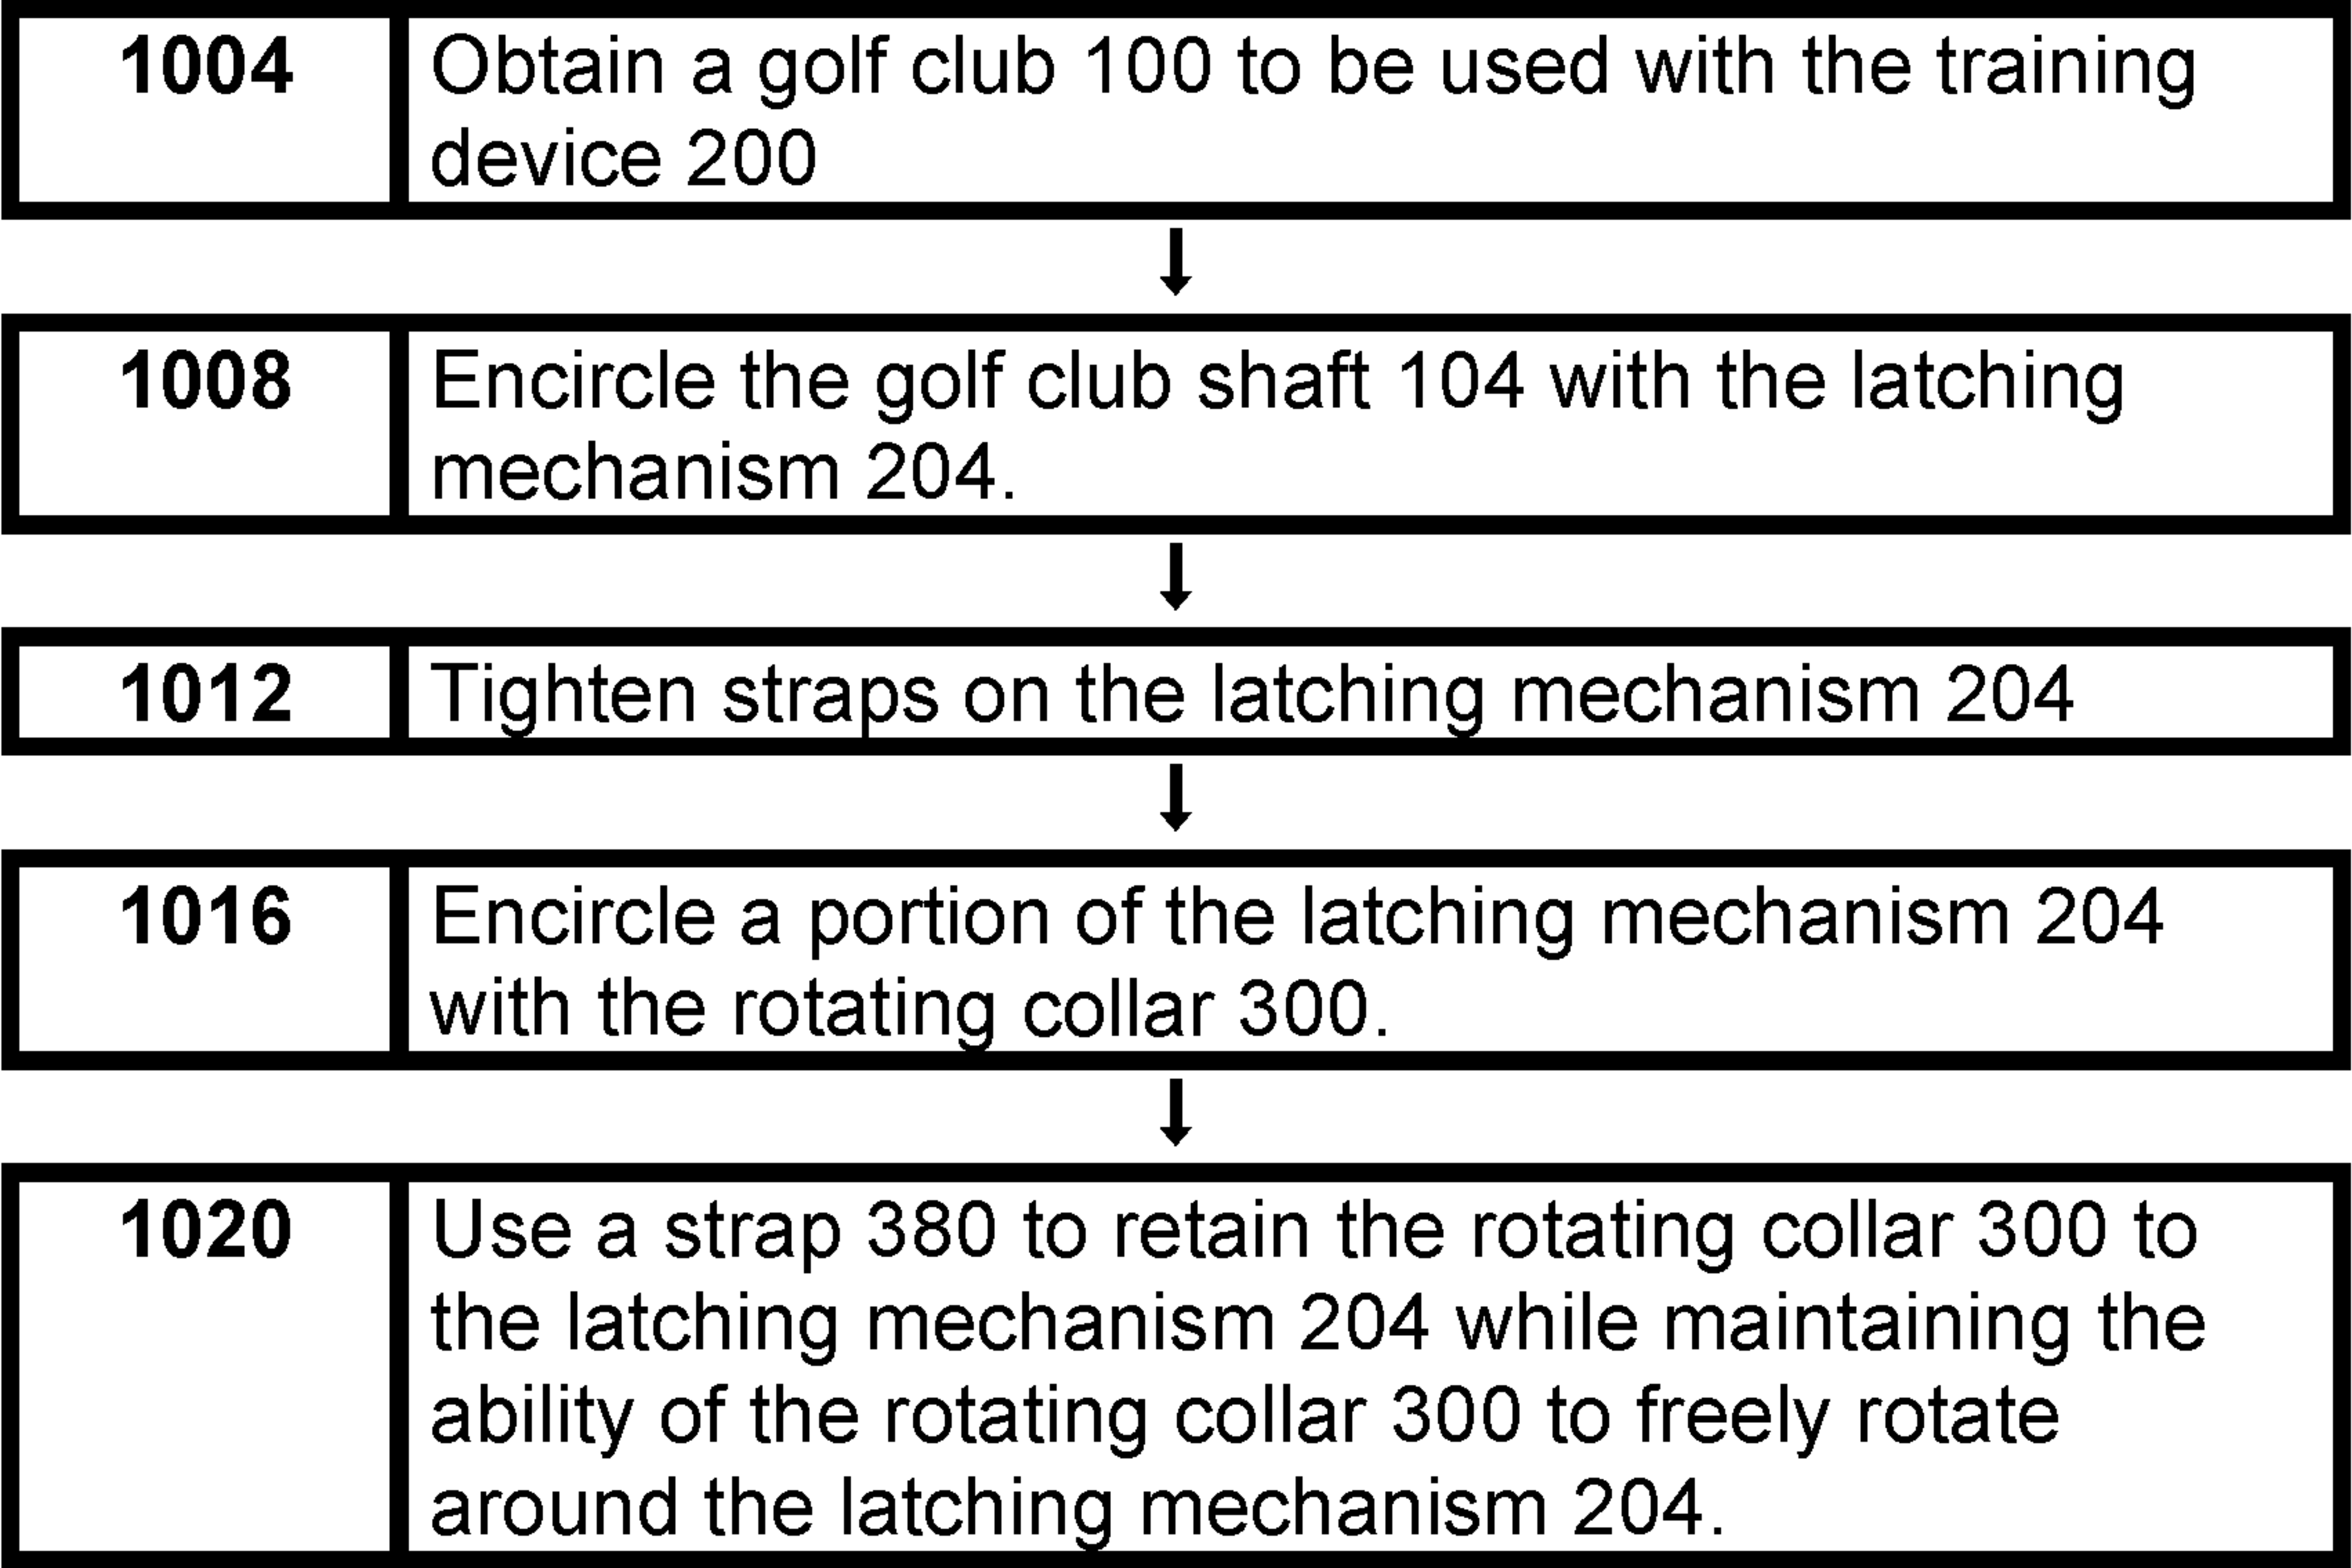 1004 Obtain a golf club 100 to be used with the training
device 200
1008 Encircle the golf club shaft 104 with the latching
mechanism 204.
1012 Tighten straps on the latching mechanism 204
1016 Encircle a portion of the latching mechanism 204
with the rotating collar 300.
1020 Use a strap 380 to retain the rotating collar 300 to
the latching mechanism 204 while maintaining the
ability of the rotating collar 300 to freely rotate
around the latching mechanism 204.